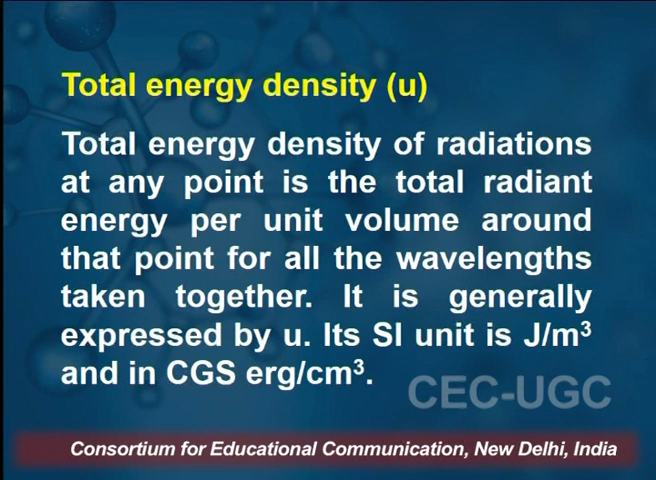 Total energy density (u)
Total energy density of radiations
at any point is the total radiant
energy per unit volume around
that point for all the wavelengths
taken together. It is generally
expressed by u. Its SI unit is J/m³
and in CGS erg/cm³.
CEC-UGC
Consortium for Educational Communication, New Delhi, India